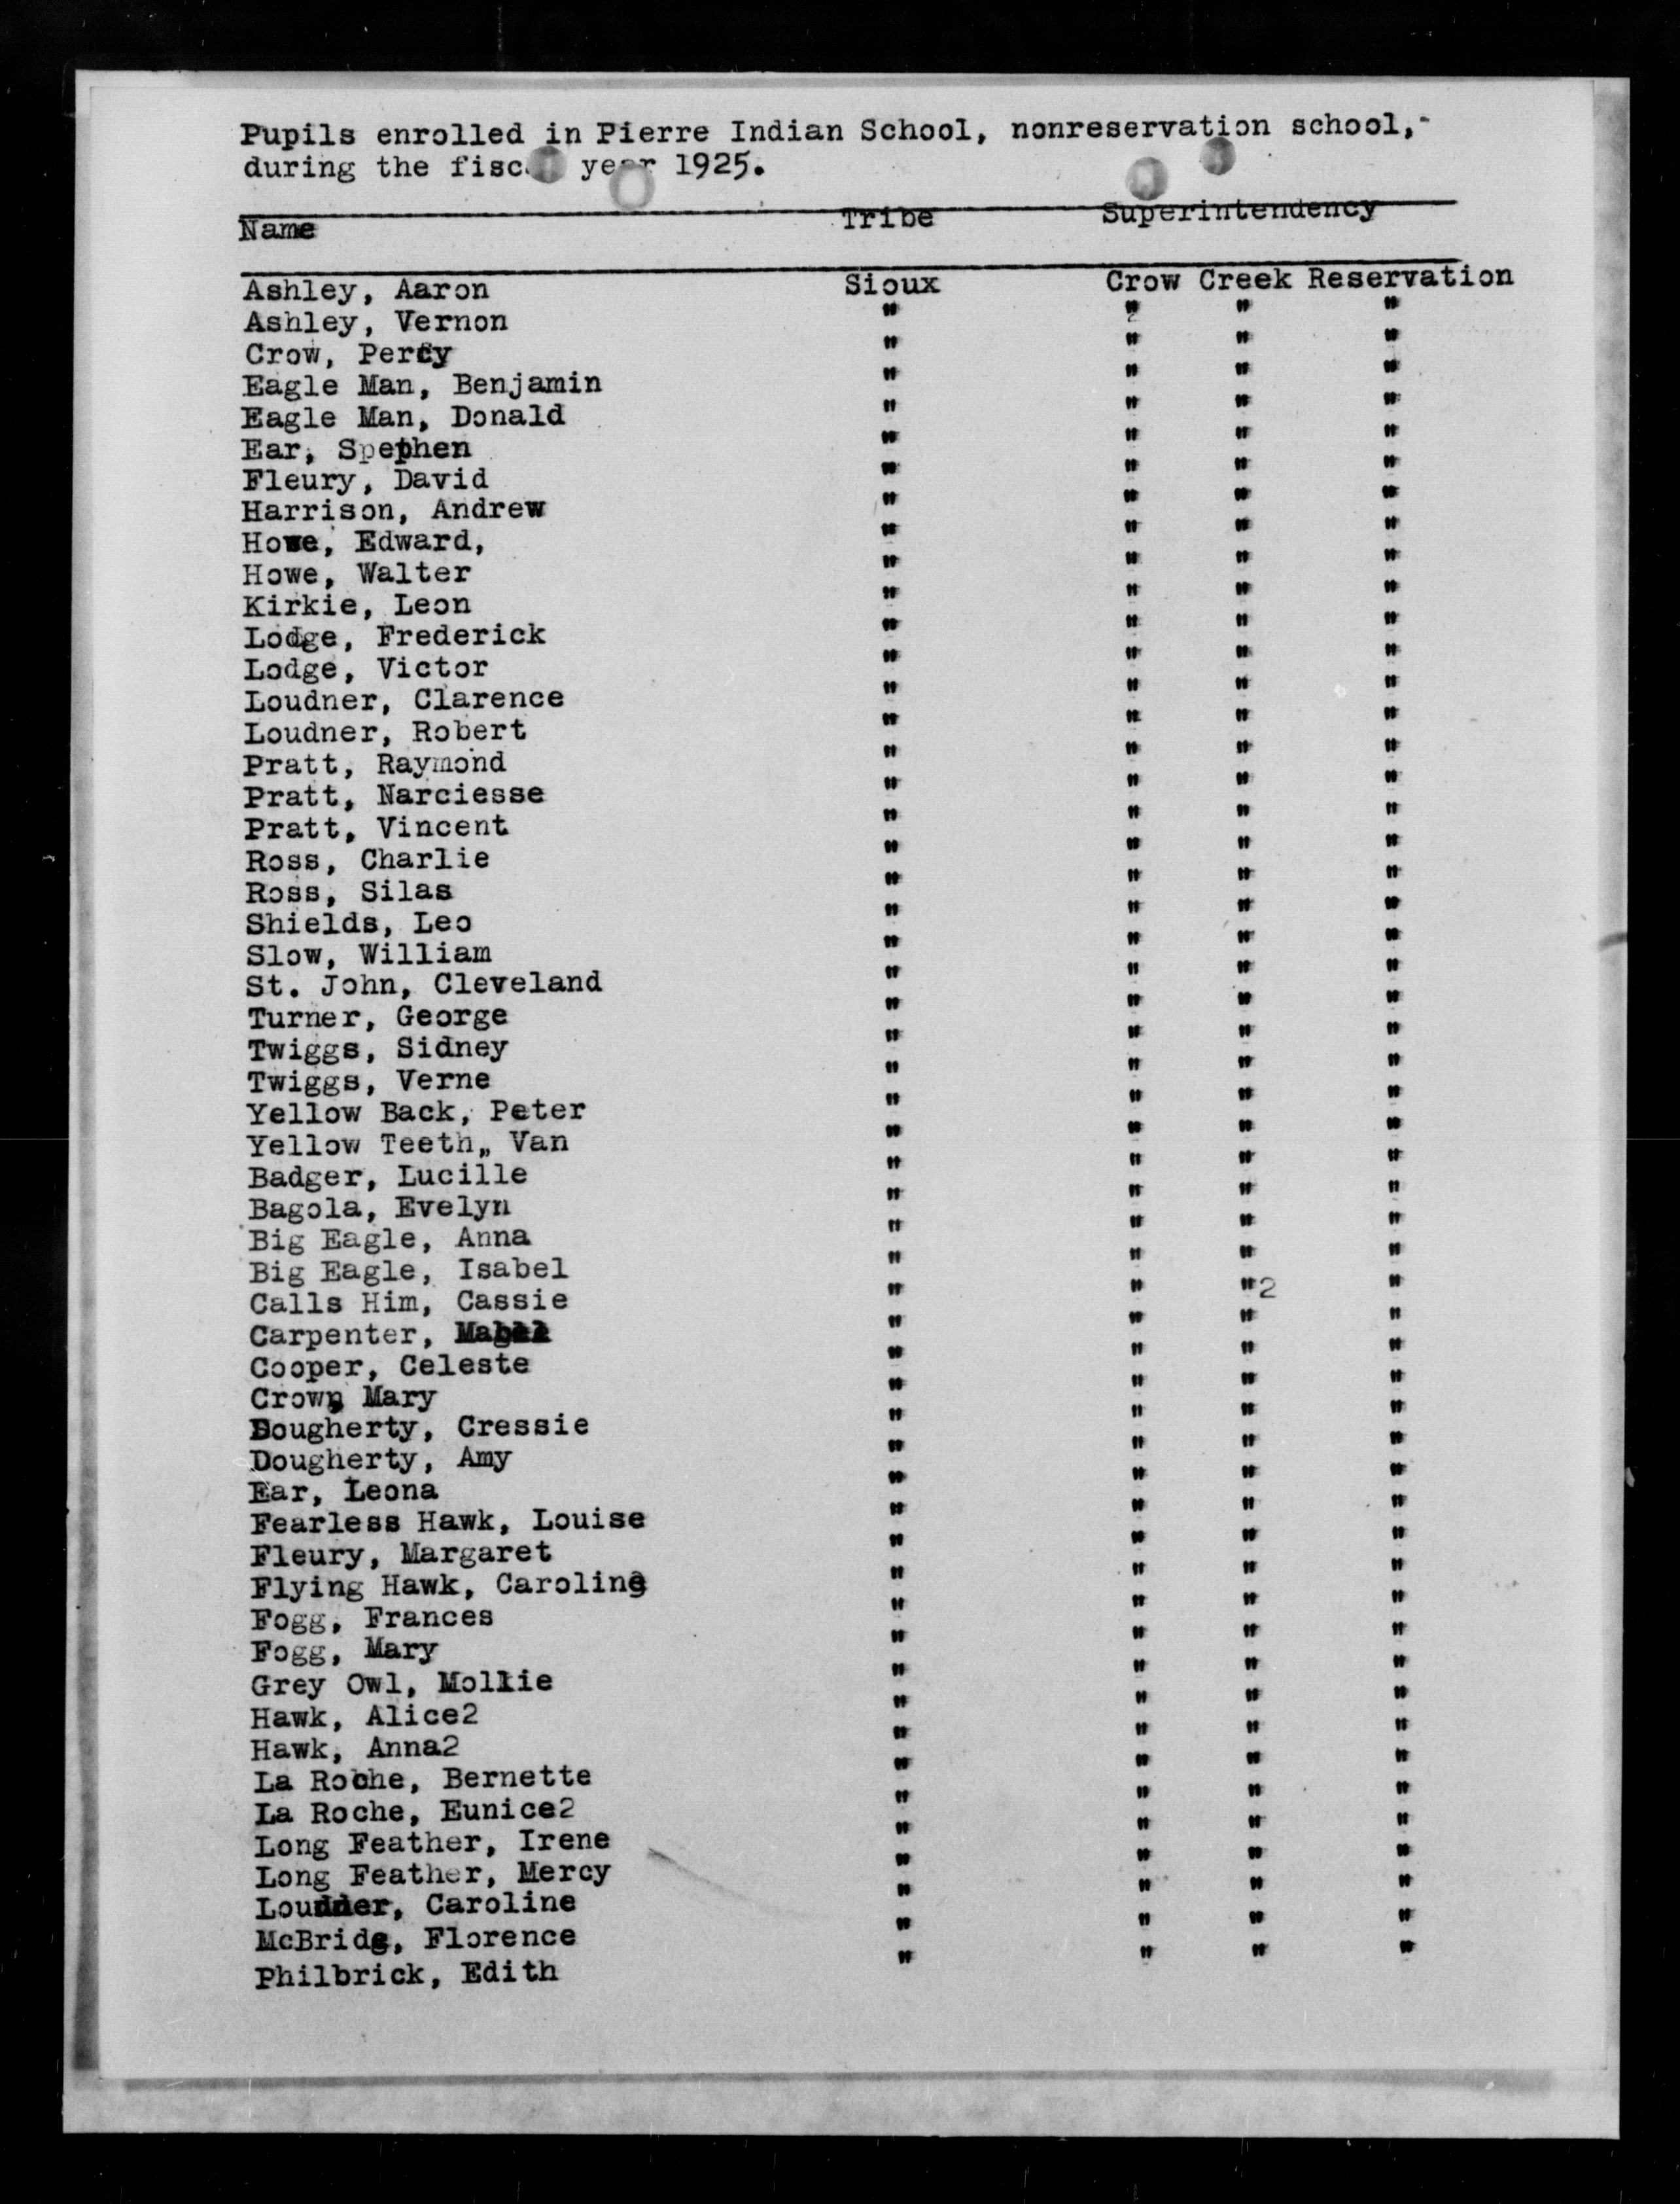 Pupils enrolled in Pierre Indian School, nonreservation school,-
during the fiscal year 1925.
Name Tribe Superintendency
Ashley, Aaron Sioux Crow Creek Reservation
Ashley, Vernon " " " "
Crow, Percy " " " "
Eagle Man, Benjamin " " " "
Eagle Man, Donald " " " "
Ear, Spephen " " " "
Fleury, David " " " "
Harrison, Andrew " " " "
Howe, Edward, " " " "
Howe, Walter " " " "
Kirkie, Leon " " " "
Lodge, Frederick " " " "
Lodge, Victor " " " "
Loudner, Clarence " " " "
Loudner, Robert " " " "
Pratt, Raymond " " " "
Pratt, Narciesse " " " "
Pratt, Vincent " " " "
Ross, Charlie " " " "
Ross, Silas " " " "
Shields, Leo " " " "
Slow, William " " " "
St. John, Cleveland " " " "
Turner, George " " " "
Twiggs, Sidney " " " "
Twiggs, Verne " " " "
Yellow Back, Peter " " " "
Yellow Teeth,, Van " " " "
Badger, Lucille " " " "
Bagola, Evelyn " " " "
Big Eagle, Anna " " " "
Big Eagle, Isabel " " " "
Calls Him, Cassie " " "2 "
Carpenter, " " " "
Cooper, Celeste " " " "
Crow, Mary " " " "
Dougherty, Cressie " " " "
Dougherty, Amy " " " "
Ear, Leona " " " "
Fearless Hawk, Louise " " " "
Fleury, Margaret " " " "
Flying Hawk, Caroline " " " "
Fogg, Frances " " " "
Fogg, Mary " " " "
Grey Owl, Mollie " " " "
Hawk, Alice2 " " " "
Hawk, Anna2 " " " "
La Roche, Bernette " " " "
La Roche, Eunice2 " " " "
Long Feather, Irene " " " "
Long Feather, Mercy " " " "
Loudner, Caroline " " " "
McBride, Florence " " " "
Philbrick, Edith " " " "